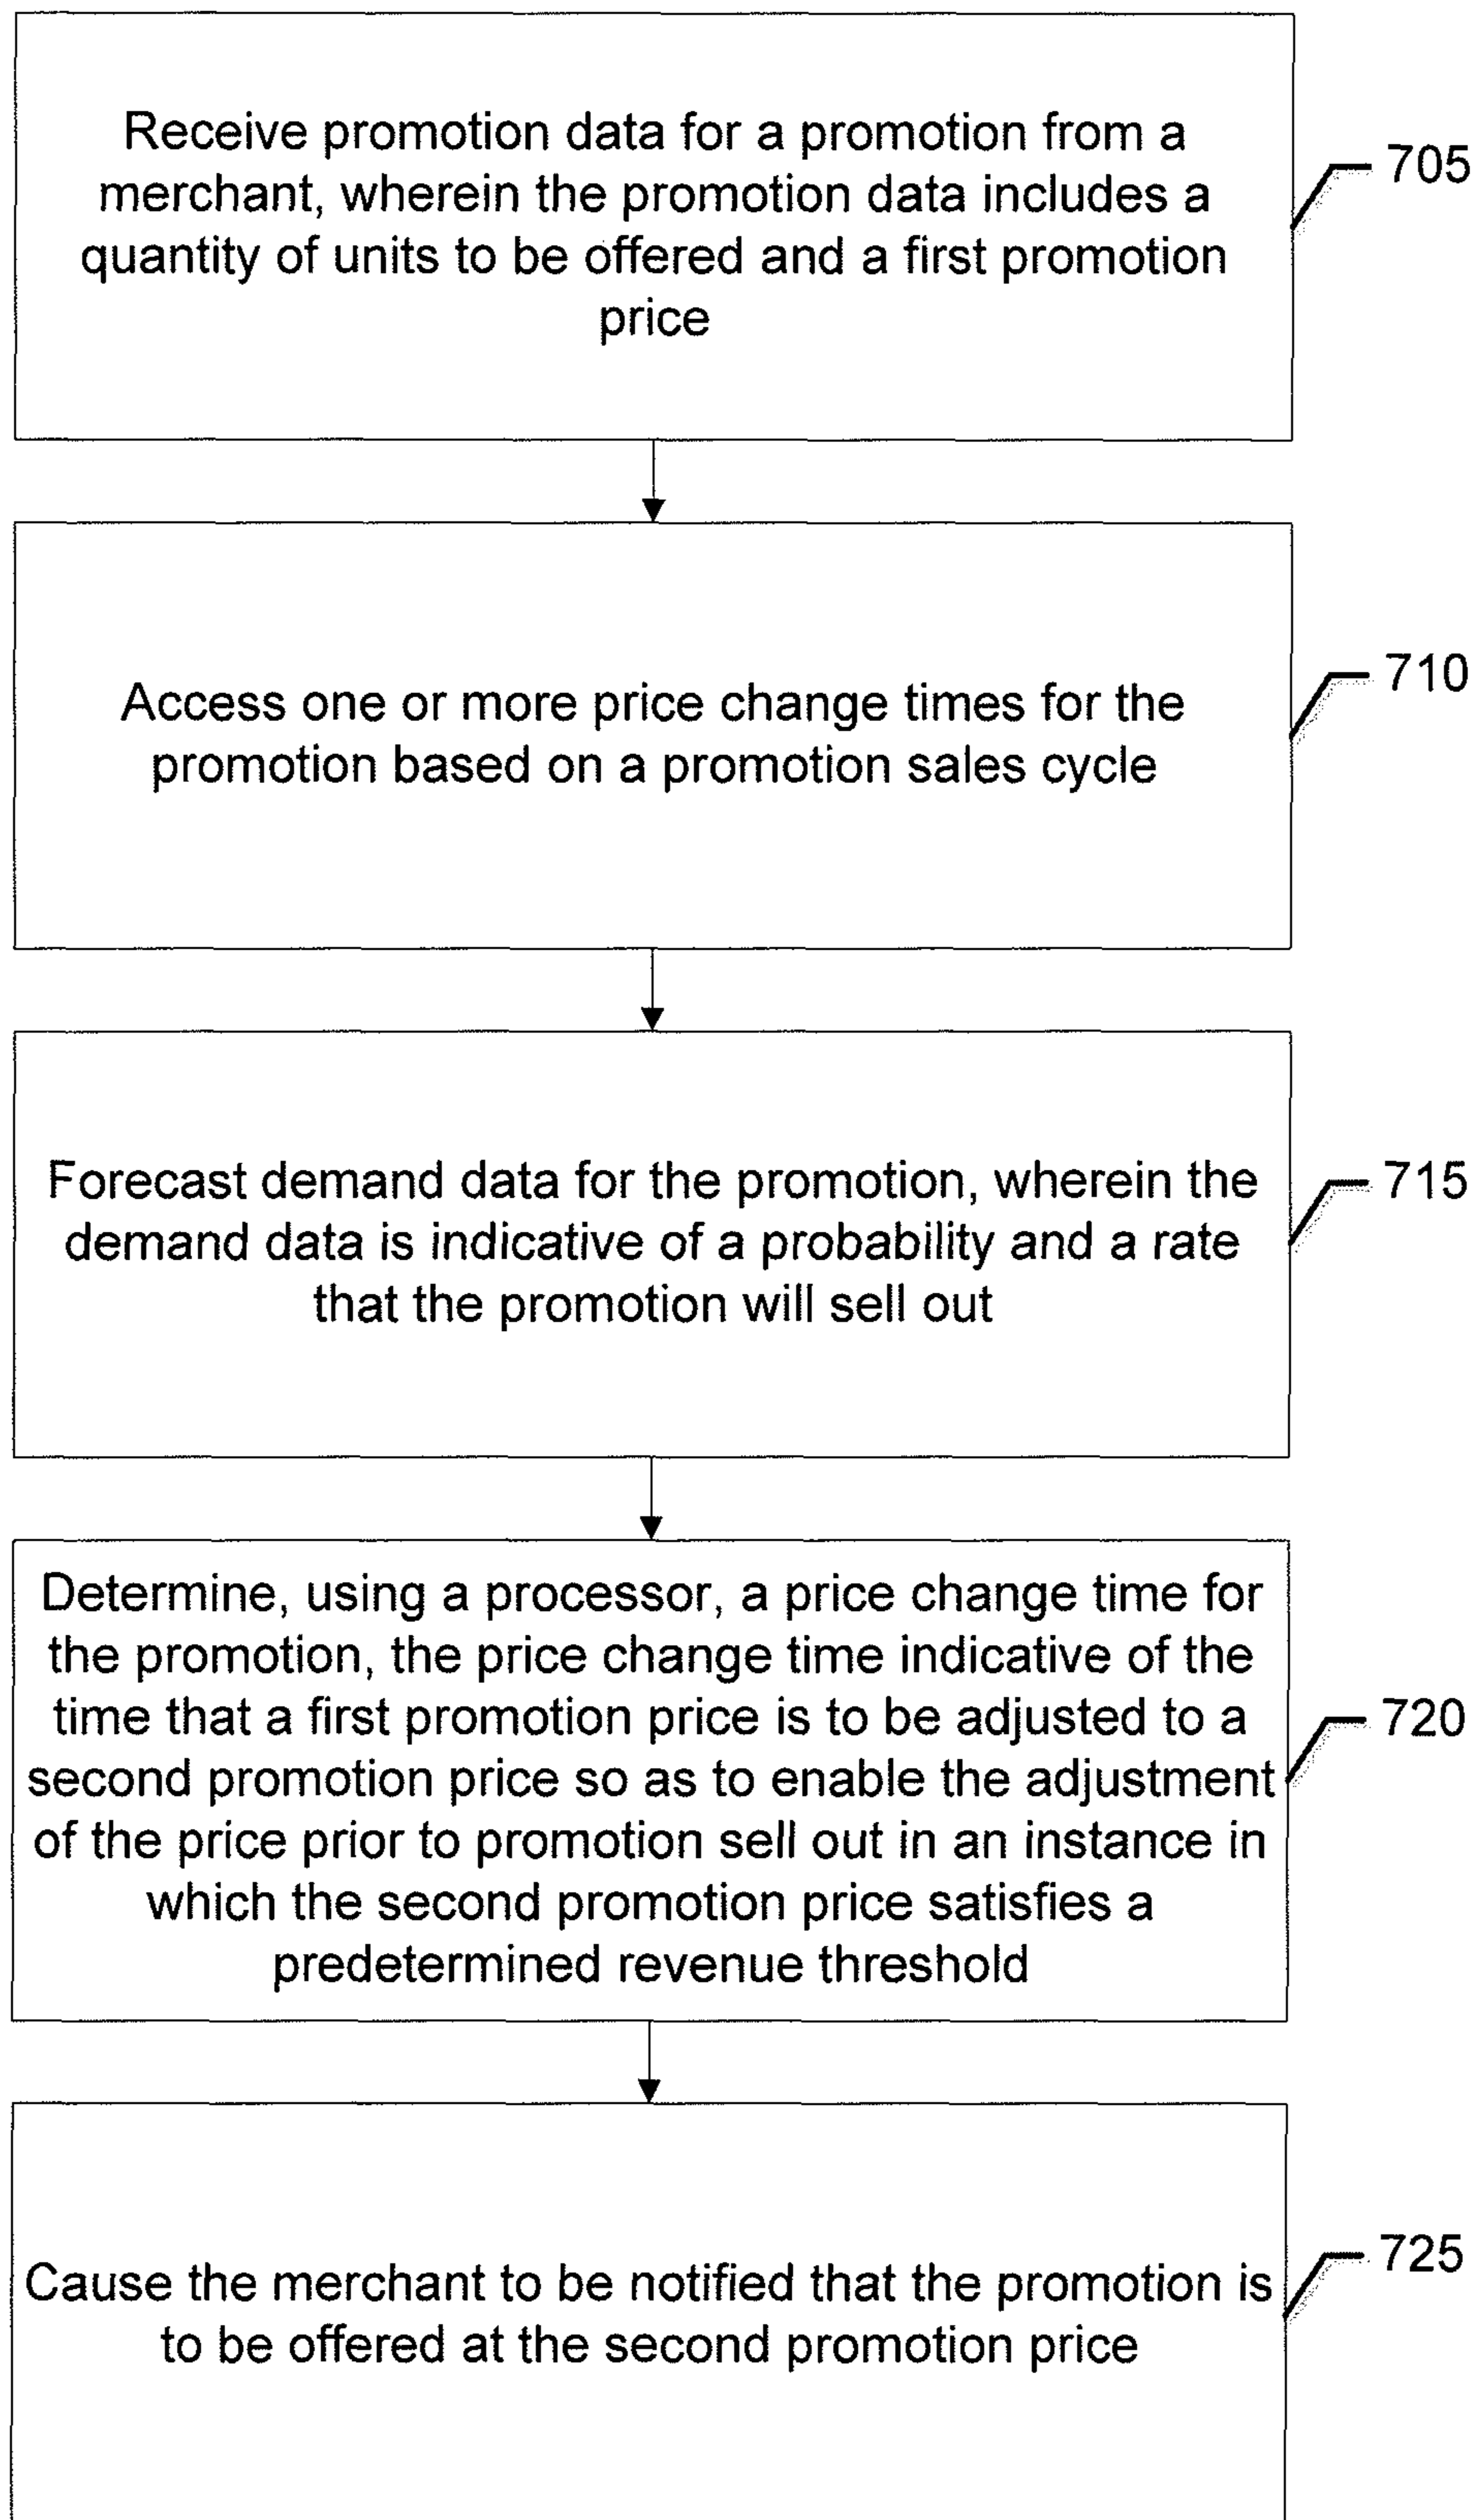 Receive promotion data for a promotion from a
merchant, wherein the promotion data includes a
quantity of units to be offered and a first promotion
price
705
Access one or more price change times for the
promotion based on a promotion sales cycle
710
Forecast demand data for the promotion, wherein the
demand data is indicative of a probability and a rate
that the promotion will sell out
715
Determine, using a processor, a price change time for
the promotion, the price change time indicative of the
time that a first promotion price is to be adjusted to a
second promotion price so as to enable the adjustment
of the price prior to promotion sell out in an instance in
which the second promotion price satisfies a
predetermined revenue threshold
720
Cause the merchant to be notified that the promotion is
to be offered at the second promotion price
725